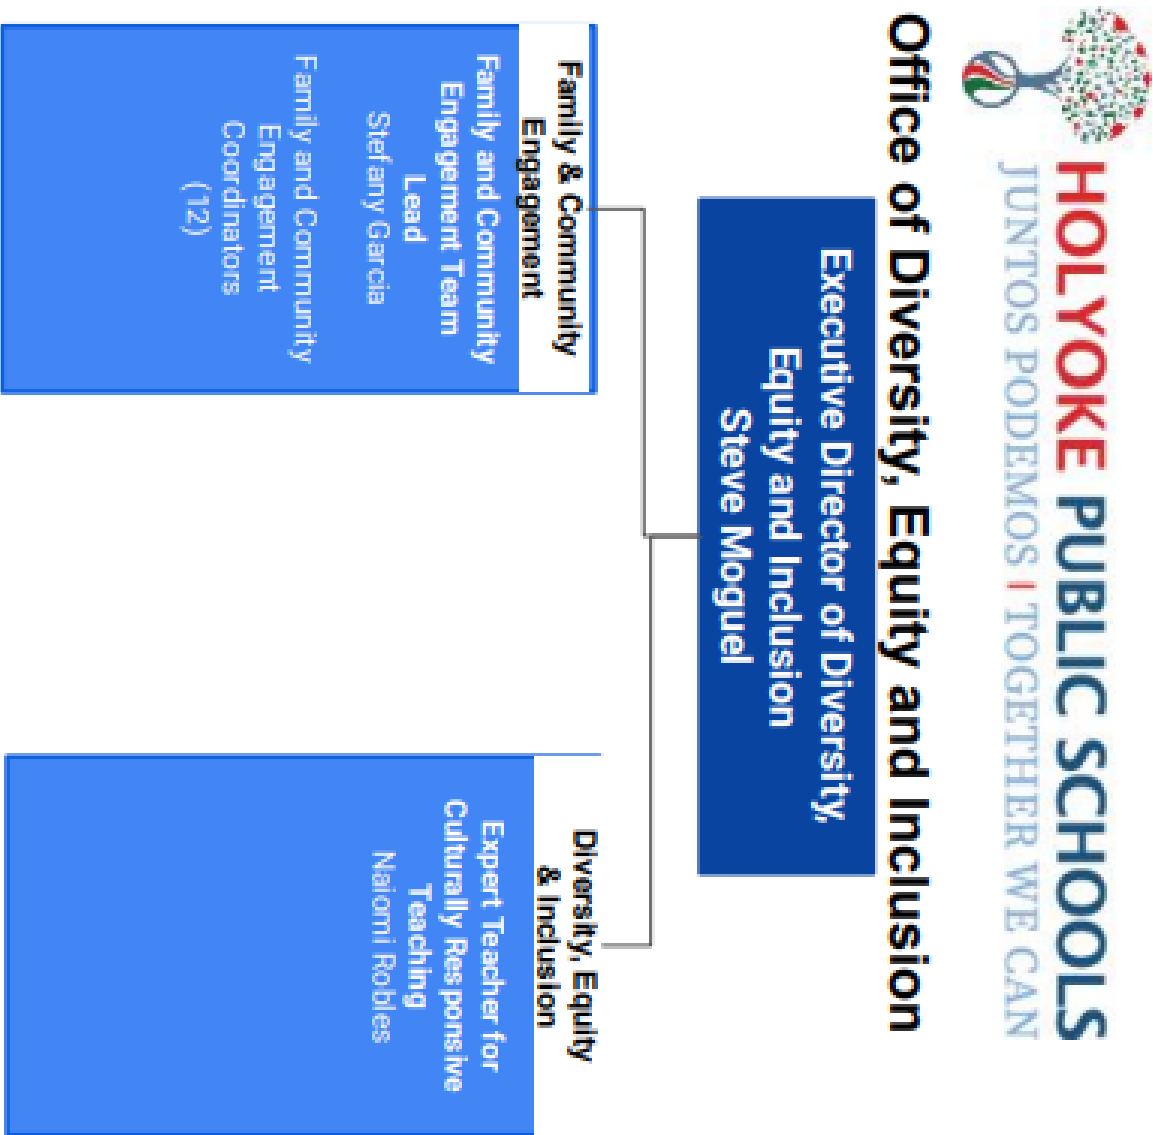 HOLYOKE PUBLIC SCHOOLS
JUNTOS PODEMOS | TOGETHER WE CAN
Office of Diversity, Equity and Inclusion
Executive Director of Diversity,
Equity and Inclusion
Steve Moguel
Family & Community
Engagement
Family and Community
Engagement Team
Lead
Stefany Garcia
Family and Community
Engagement
Coordinators
(12)
Diversity, Equity
& Inclusion
Expert Teacher for
Culturally Responsive
Teaching
Naiomi Robles